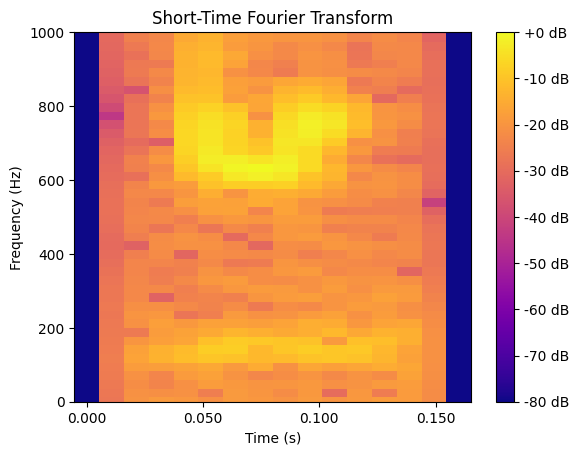 Short-Time Fourier Transform
Frequency (Hz)
1000
800
600
400
200
0
0.000
0.050
0.100
0.150
Time (s)
+0 dB
-10 dB
-20 dB
-30 dB
-40 dB
-50 dB
-60 dB
-70 dB
-80 dB